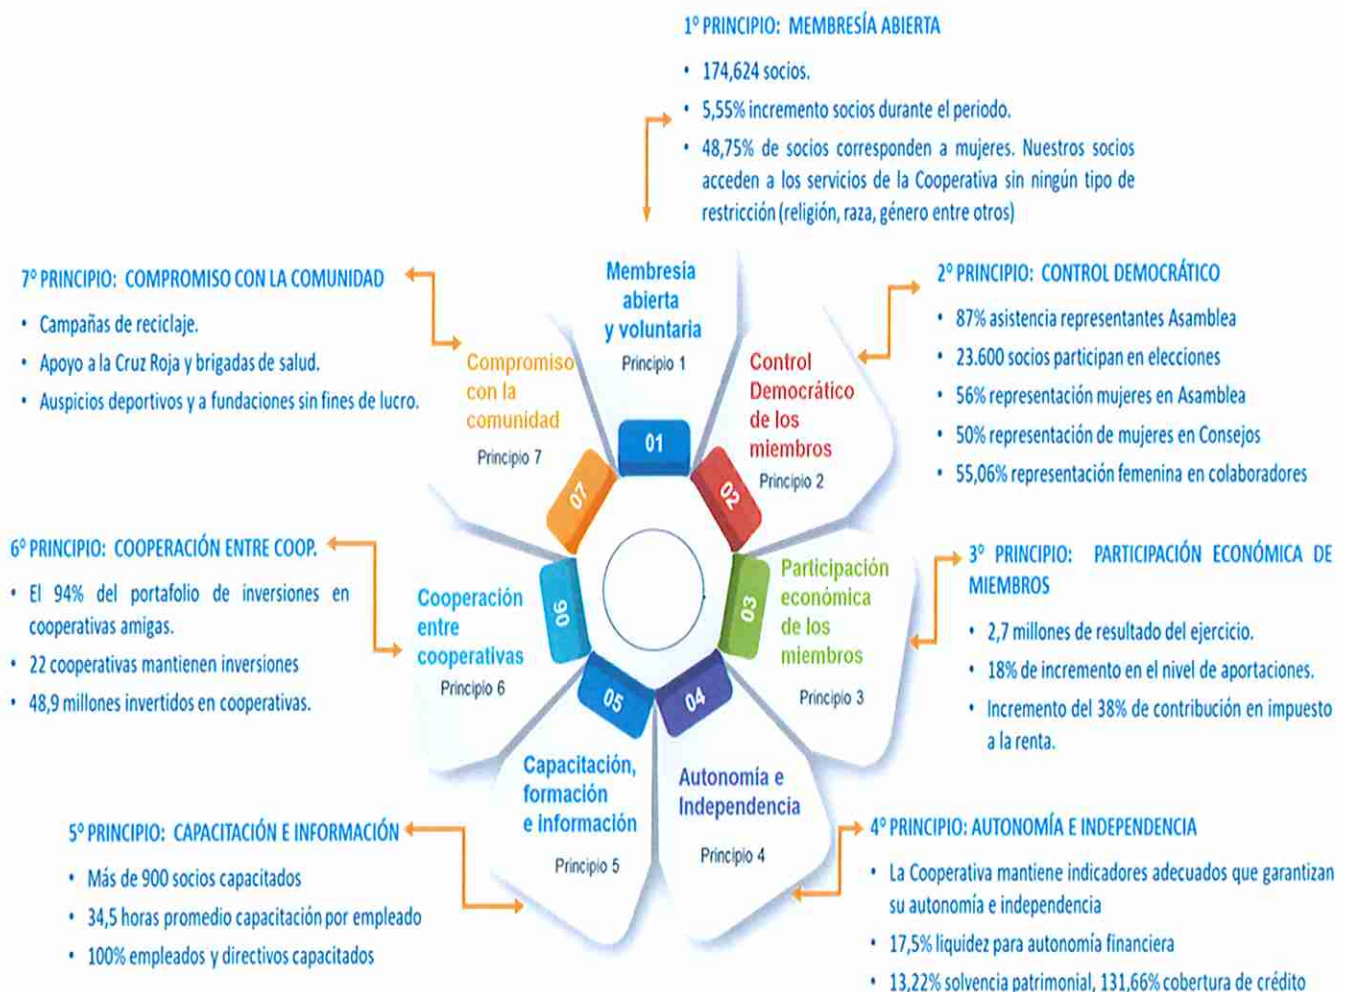 1º PRINCIPIO: MEMBRESÍA ABIERTA
• 174,624 socios.
• 5,55% incremento socios durante el periodo.
• 48,75% de socios corresponden a mujeres. Nuestros socios
acceden a los servicios de la Cooperativa sin ningún tipo de
restricción (religión, raza, género entre otros)
7º PRINCIPIO: COMPROMISO CON LA COMUNIDAD
• Campañas de reciclaje.
• Apoyo a la Cruz Roja y brigadas de salud.
• Auspicios deportivos y a fundaciones sin fines de lucro.
Membresía
abierta
y voluntaria
Principio 1
01
2º PRINCIPIO: CONTROL DEMOCRÁTICO
• 87% asistencia representantes Asamblea
• 23.600 socios participan en elecciones
• 56% representación mujeres en Asamblea
• 50% representación de mujeres en Consejos
• 55,06% representación femenina en colaboradores
Compromiso
con la
comunidad
Principio 7
07
Control
Democrático
de los
miembros
Principio 2
02
6º PRINCIPIO: COOPERACIÓN ENTRE COOP.
• El 94% del portafolio de inversiones en
cooperativas amigas.
• 22 cooperativas mantienen inversiones
• 48,9 millones invertidos en cooperativas.
Cooperación
entre
cooperativas
Principio 6
06
Participación
económica
de los
miembros
Principio 3
03
3º PRINCIPIO: PARTICIPACIÓN ECONÓMICA DE
MIEMBROS
• 2,7 millones de resultado del ejercicio.
• 18% de incremento en el nivel de aportaciones.
• Incremento del 38% de contribución en impuesto
a la renta.
05
Capacitación,
formación
e información
Principio 5
04
Autonomía e
Independencia
Principio 4
5º PRINCIPIO: CAPACITACIÓN E INFORMACIÓN
• Más de 900 socios capacitados
• 34,5 horas promedio capacitación por empleado
• 100% empleados y directivos capacitados
4º PRINCIPIO: AUTONOMÍA E INDEPENDENCIA
• La Cooperativa mantiene indicadores adecuados que garantizan
su autonomía e independencia
• 17,5% liquidez para autonomía financiera
• 13,22% solvencia patrimonial, 131,66% cobertura de crédito